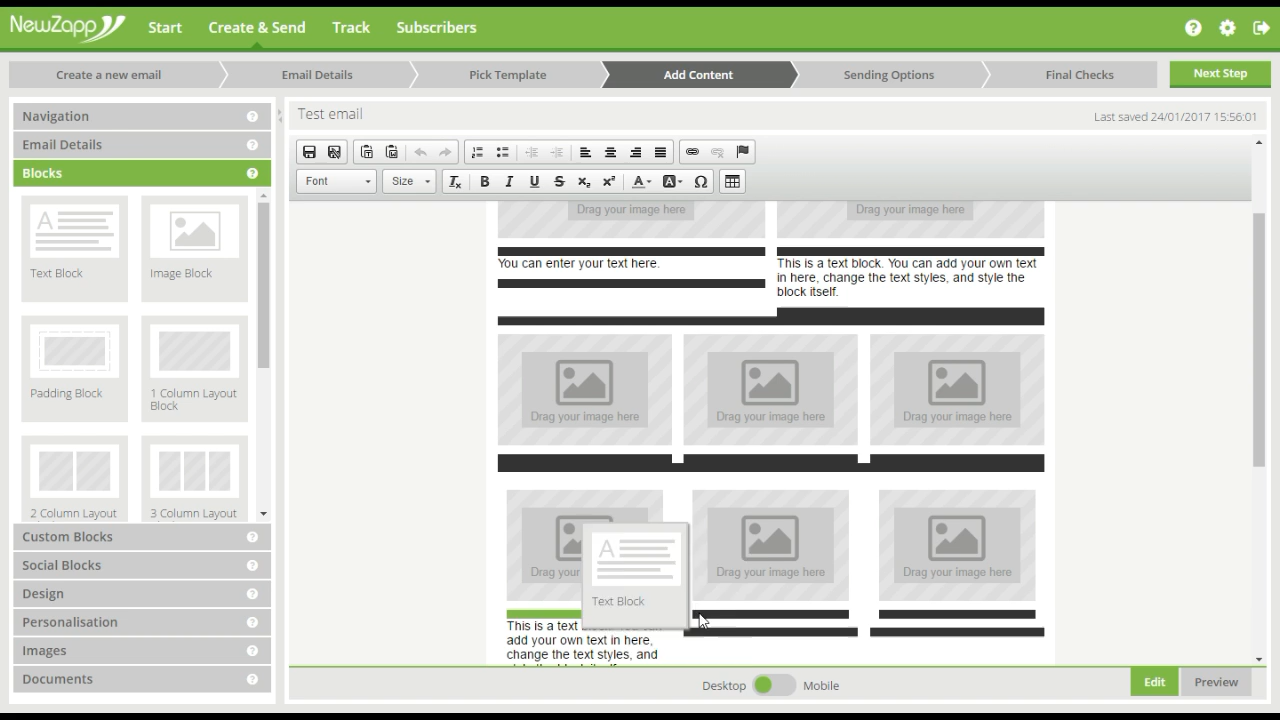 NewZapp
Start
Create & Send
Track
Subscribers
Create a new email
Email Details
Pick Template
Add Content
Sending Options
Final Checks
Next Step
Navigation
Email Details
Blocks
Text Block
Image Block
Padding Block
1 Column Layout
Block
2 Column Layout
3 Column Layout
Custom Blocks
Social Blocks
Design
Personalisation
Images
Documents
Test email
Last saved 24/01/2017 15:56:01
Font
Size
Drag your image here
Drag your image here
You can enter your text here.
This is a text block. You can add your own text
in here, change the text styles, and style the
block itself.
Drag your image here
Drag your image here
Drag your image here
Drag your
Drag your image here
Drag your image here
Text Block
This is a text
add your own text in here,
change the text styles, and
Desktop
Mobile
Edit
Preview